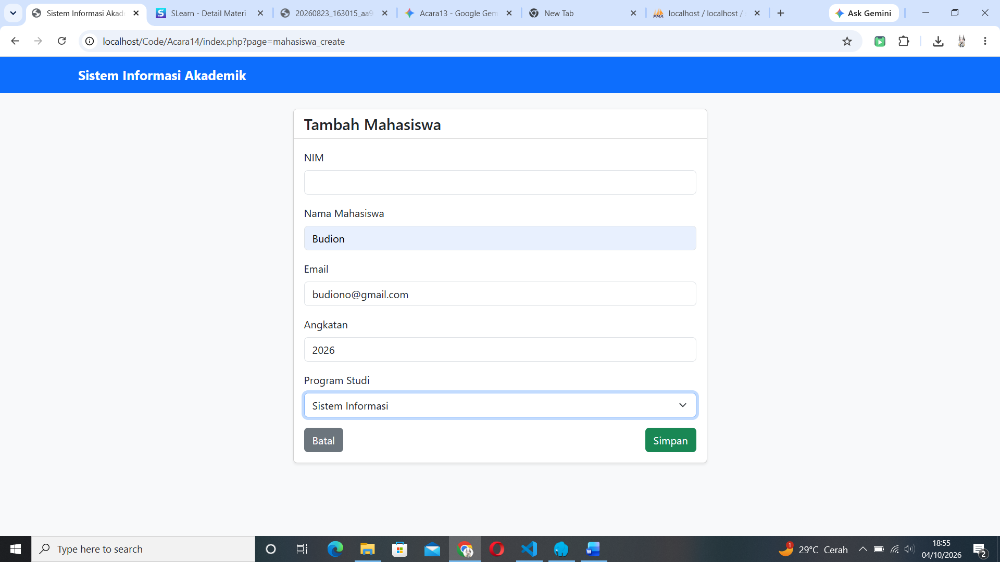 Sistem Informasi Akad
SLearn - Detail Materi
20260823_163015_aa9
Acara13 - Google Gem
New Tab
localhost / localhost /
Ask Gemini
localhost/Code/Acara14/index.php?page=mahasiswa_create
Sistem Informasi Akademik
Tambah Mahasiswa
NIM
Nama Mahasiswa
Budion
Email
budiono@gmail.com
Angkatan
2026
Program Studi
Sistem Informasi
Batal
Simpan
Type here to search
1
29°C Cerah
18:55
04/10/2026
2